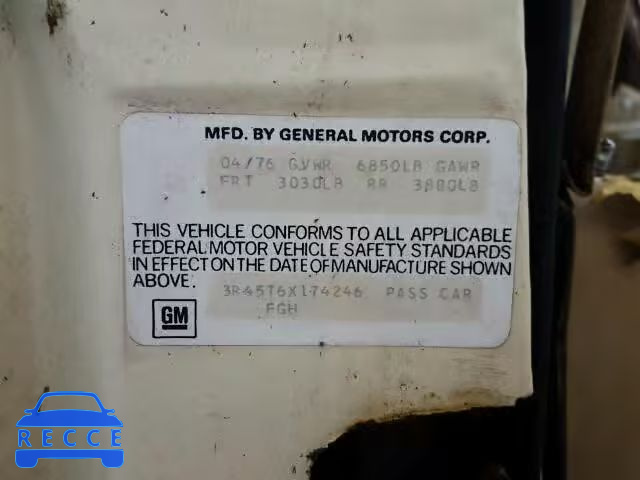 MFD. BY GENERAL MOTORS CORP.
04/76 GVWR 6850LB GAWR
FRT 3030LB RR 3880LB
THIS VEHICLE CONFORMS TO ALL APPLICABLE
FEDERAL MOTOR VEHICLE SAFETY STANDARDS
IN EFFECT ON THE DATE OF MANUFACTURE SHOWN
ABOVE.
3R45T6X174246 PASS CAR
FGH
GM
RECCE